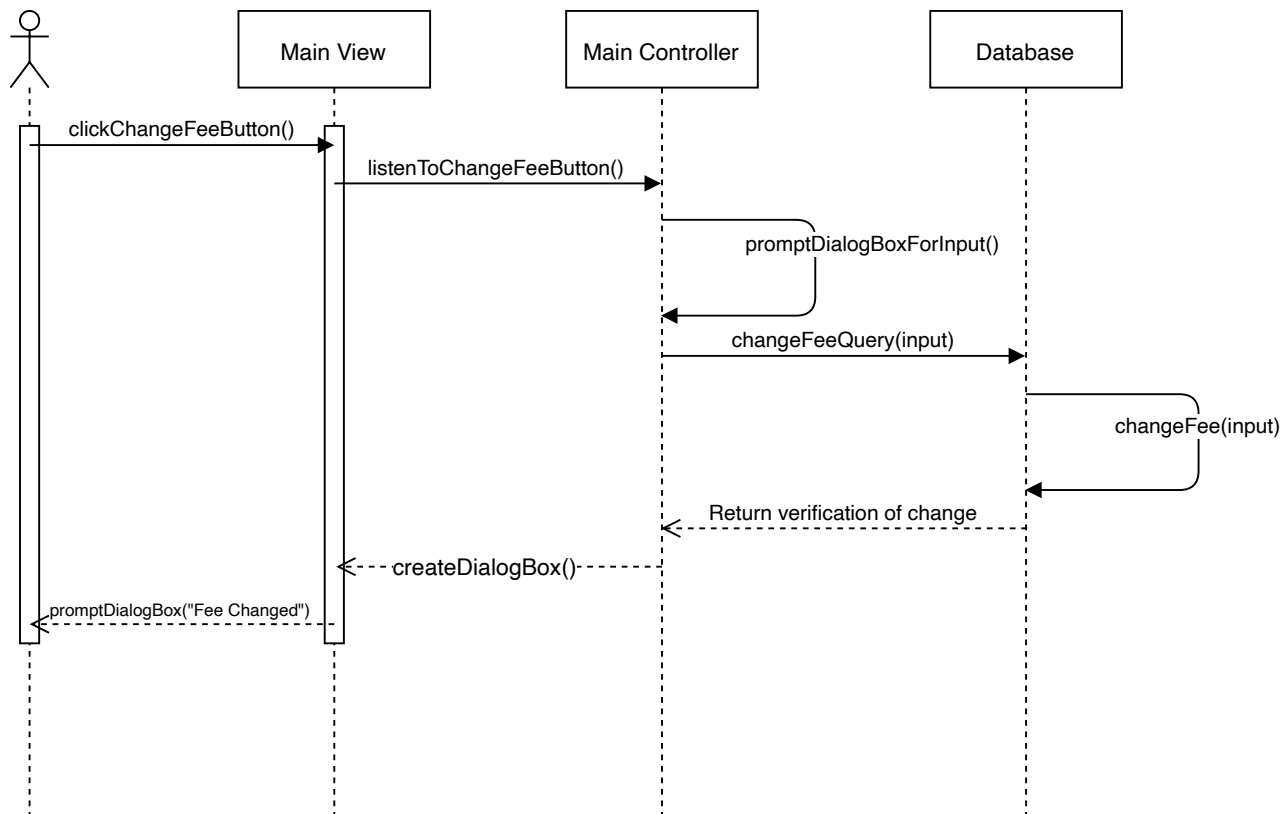 Main View
Main Controller
Database
clickChangeFeeButton()
listenToChangeFeeButton()
promptDialogBoxForInput()
changeFeeQuery(input)
changeFee(input)
Return verification of change
createDialogBox()
promptDialogBox("Fee Changed")